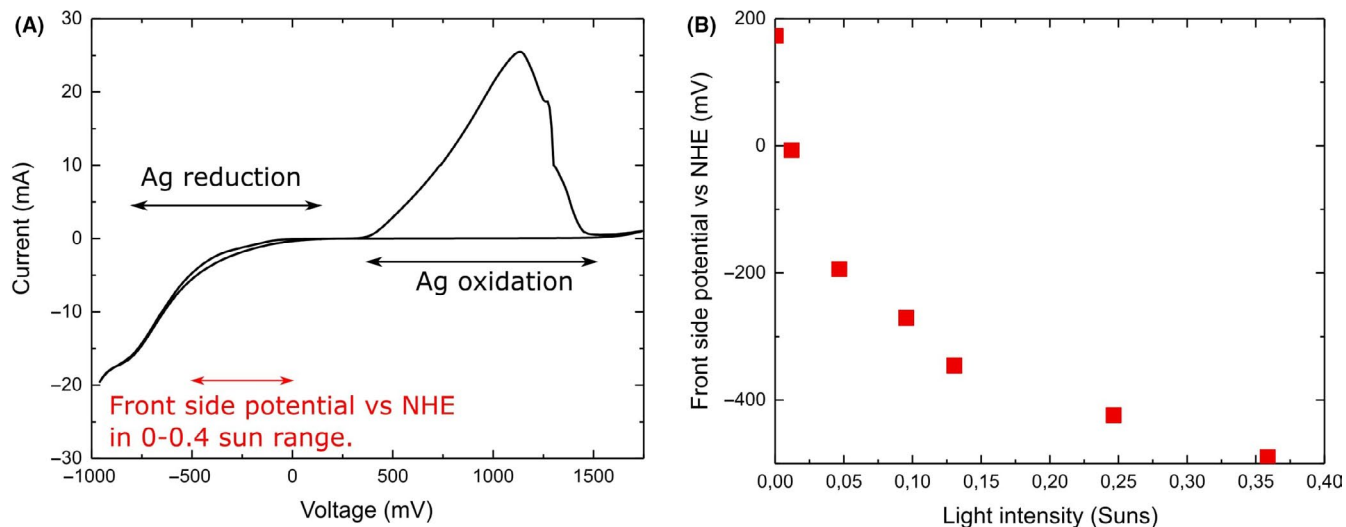 (A)
30
20
10
0
–10
–20
–30
Current (mA)
Ag reduction
Ag oxidation
Front side potential vs NHE
in 0-0.4 sun range.
–1000
–500
0
500
1000
1500
Voltage (mV)
(B)
200
0
–200
–400
Front side potential vs NHE (mV)
0,00
0,05
0,10
0,15
0,20
0,25
0,30
0,35
0,40
Light intensity (Suns)